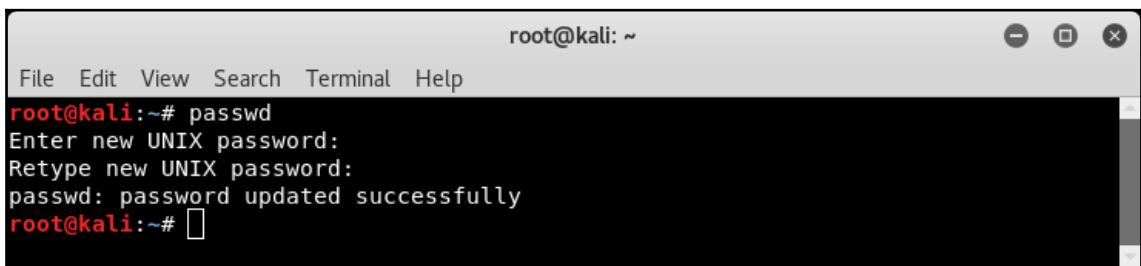 root@kali: ~
File Edit View Search Terminal Help
root@kali:~# passwd
Enter new UNIX password:
Retype new UNIX password:
passwd: password updated successfully
root@kali:~#